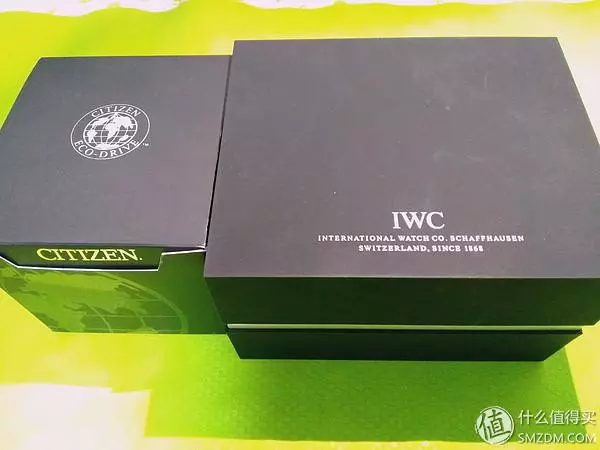 CITIZEN
ECO-DRIVE™
CITIZEN.
IWC
INTERNATIONAL WATCH CO. SCHAFFHAUSEN
SWITZERLAND, SINCE 1868
值 什么值得买
SMZDM.COM